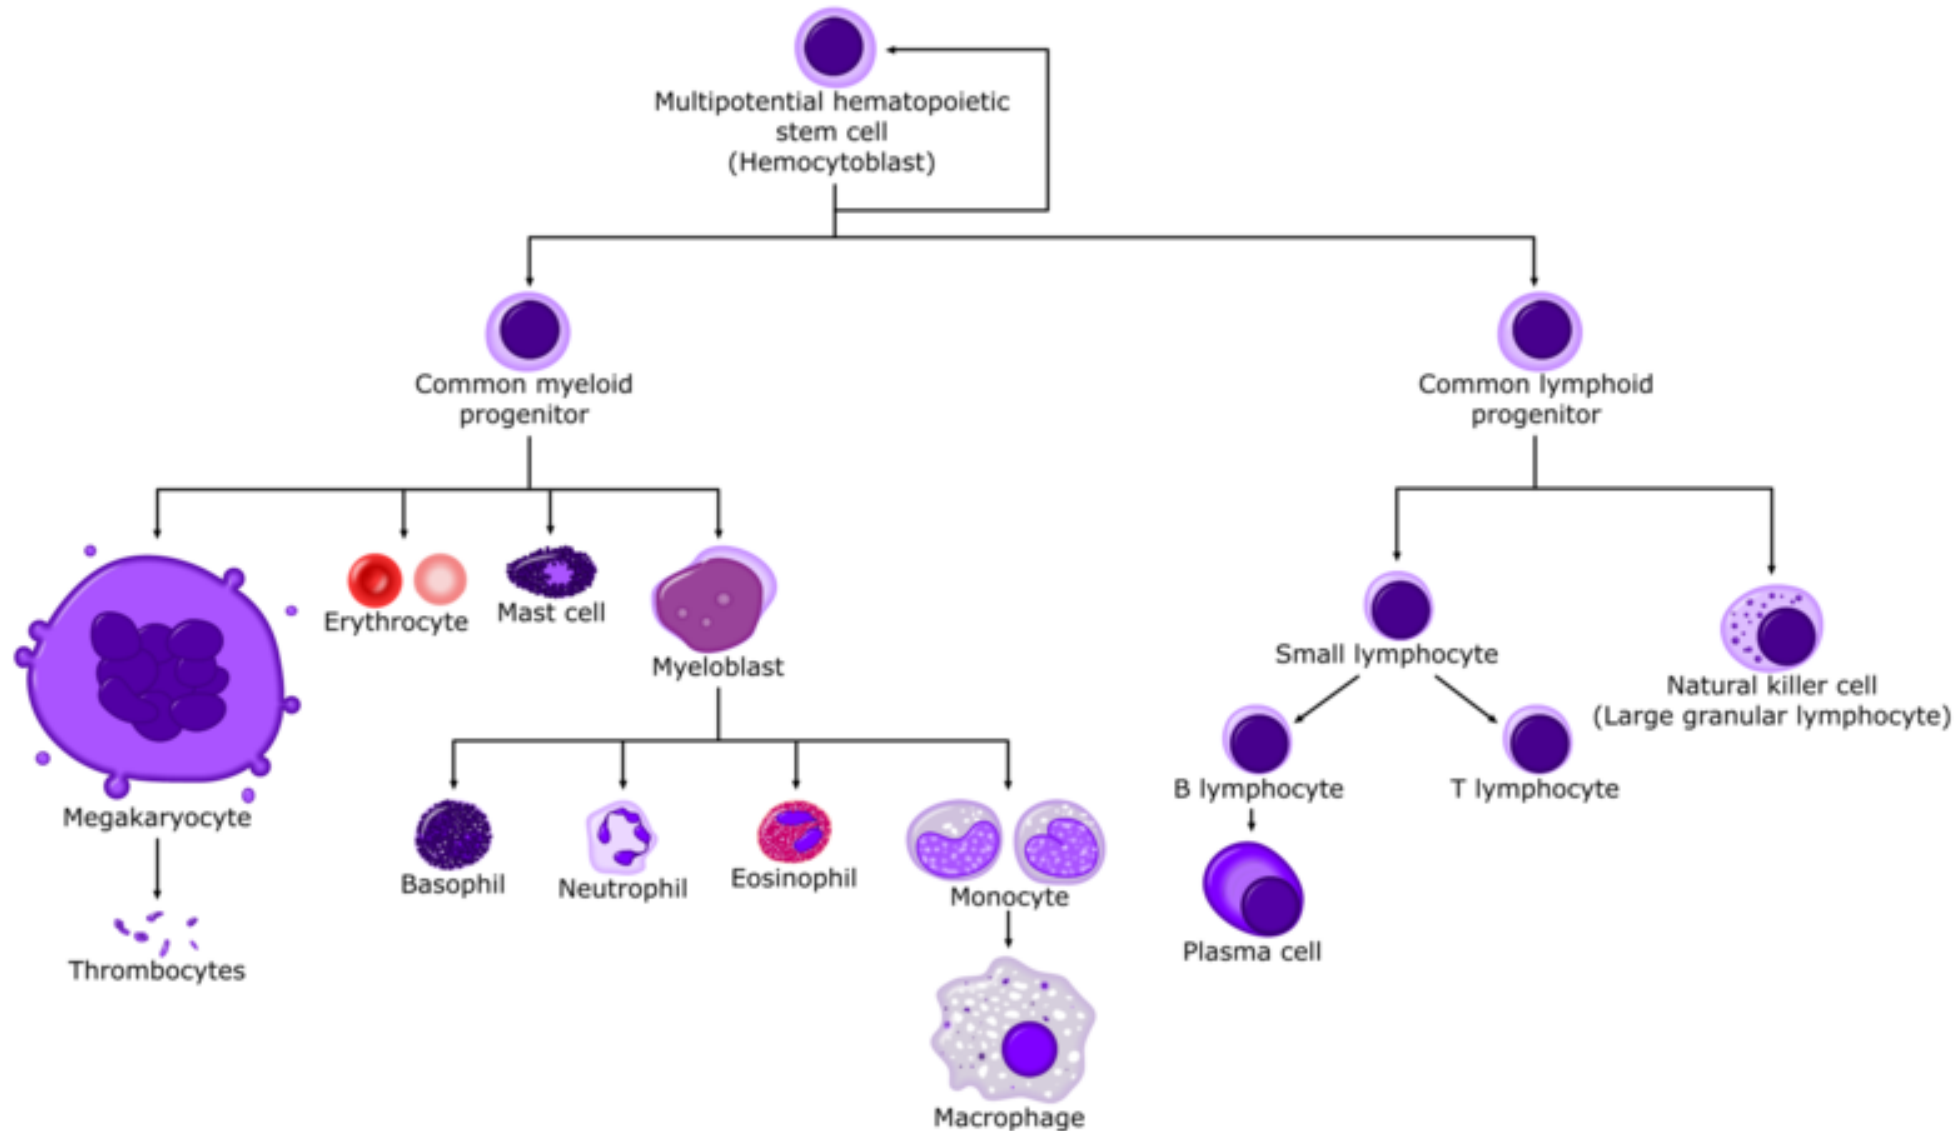 Multipotential hematopoietic
stem cell
(Hemocytoblast)
Common myeloid
progenitor
Common lymphoid
progenitor
Erythrocyte
Mast cell
Myeloblast
Small lymphocyte
Natural killer cell
(Large granular lymphocyte)
Megakaryocyte
B lymphocyte
T lymphocyte
Basophil
Neutrophil
Eosinophil
Monocyte
Plasma cell
Thrombocytes
Macrophage